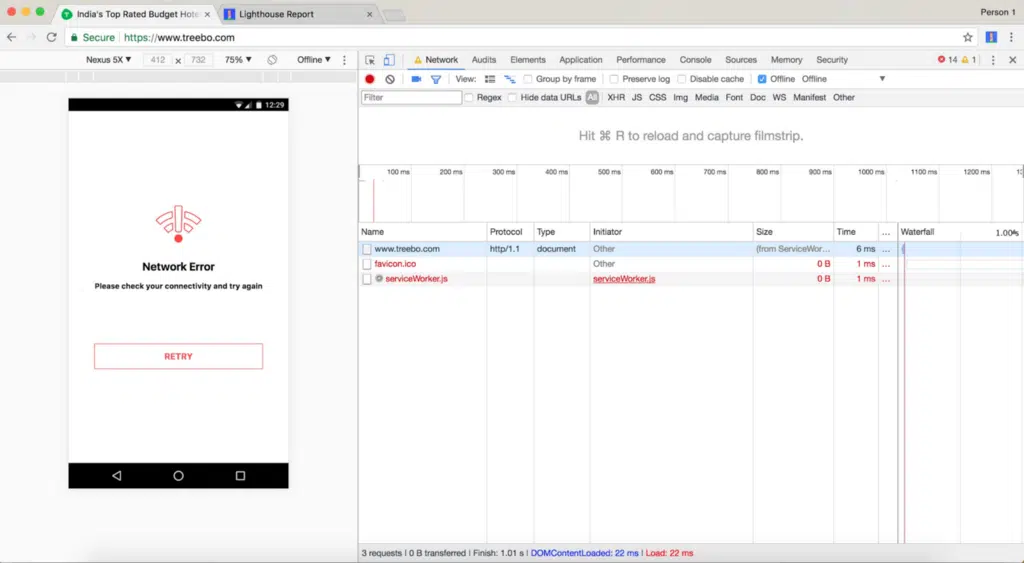 India's Top Rated Budget Hote
Lighthouse Report
Person 1
Secure
https://www.treebo.com
Nexus 5X ▼ 412 × 732 75% ▼ Offline ▼
Network Audits Elements Application Performance Console Sources Memory Security 14 1
View: Group by frame Preserve log Disable cache Offline Offline ▼
Filter Regex Hide data URLs All XHR JS CSS Img Media Font Doc WS Manifest Other
Hit ⌘ R to reload and capture filmstrip.
100 ms 200 ms 300 ms 400 ms 500 ms 600 ms 700 ms 800 ms 900 ms 1000 ms 1100 ms 1200 ms
Name Protocol Type Initiator Size Time ... Waterfall 1.00s
www.treebo.com http/1.1 document Other (from ServiceWor... 6 ms ...
favicon.ico Other 0 B 1 ms ...
serviceWorker.js serviceWorker.js 0 B 1 ms ...
3 requests | 0 B transferred | Finish: 1.01 s | DOMContentLoaded: 22 ms | Load: 22 ms
12:29
Network Error
Please check your connectivity and try again
RETRY